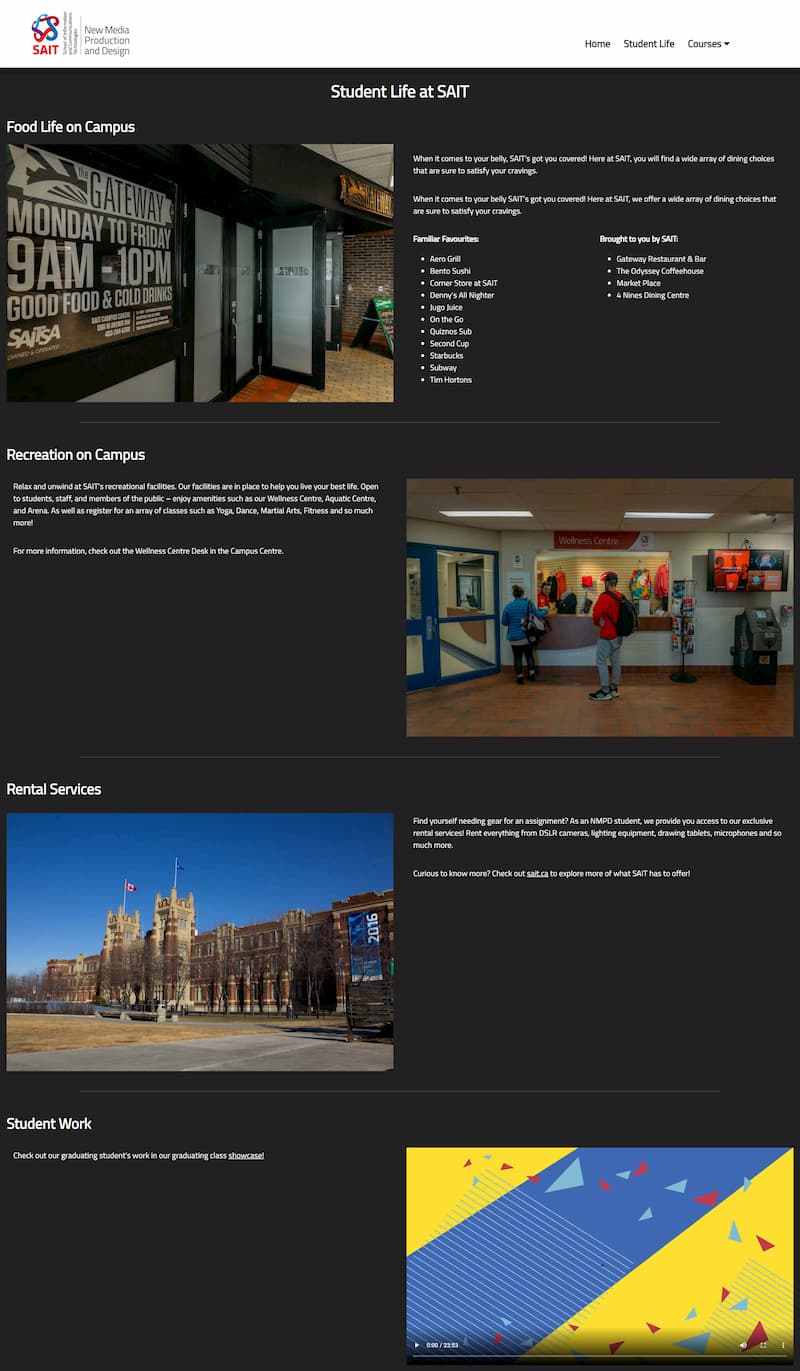 SAIT
School of Information
and Communications
Technologies
New Media
Production
and Design
Home Student Life Courses
Student Life at SAIT
Food Life on Campus
the
GATEWAY
MONDAY TO FRIDAY
9AM 10PM
GOOD FOOD & COLD DRINKS
SAITSA
OWNED & OPERATED
SAIT CAMPUS CENTRE
GATEWAY
When it comes to your belly, SAIT's got you covered! Here at SAIT, you will find a wide array of dining choices
that are sure to satisfy your cravings.
When it comes to your belly SAIT's got you covered! Here at SAIT, we offer a wide array of dining choices that
are sure to satisfy your cravings.
Familiar Favourites:
Aero Grill
Bento Sushi
Corner Store at SAIT
Denny's All Nighter
Jugo Juice
On the Go
Quiznos Sub
Second Cup
Starbucks
Subway
Tim Hortons
Brought to you by SAIT:
Gateway Restaurant & Bar
The Odyssey Coffeehouse
Market Place
4 Nines Dining Centre
Recreation on Campus
Relax and unwind at SAIT's recreational facilities. Our facilities are in place to help you live your best life. Open
to students, staff, and members of the public – enjoy amenities such as our Wellness Centre, Aquatic Centre,
and Arena. As well as register for an array of classes such as Yoga, Dance, Martial Arts, Fitness and so much
more!
For more information, check out the Wellness Centre Desk in the Campus Centre.
Wellness Centre
Rental Services
2016
Find yourself needing gear for an assignment? As an NMPD student, we provide you access to our exclusive
rental services! Rent everything from DSLR cameras, lighting equipment, drawing tablets, microphones and so
much more.
Curious to know more? Check out sait.ca to explore more of what SAIT has to offer!
Student Work
Check out our graduating student's work in our graduating class showcase!
0:00 / 23:53